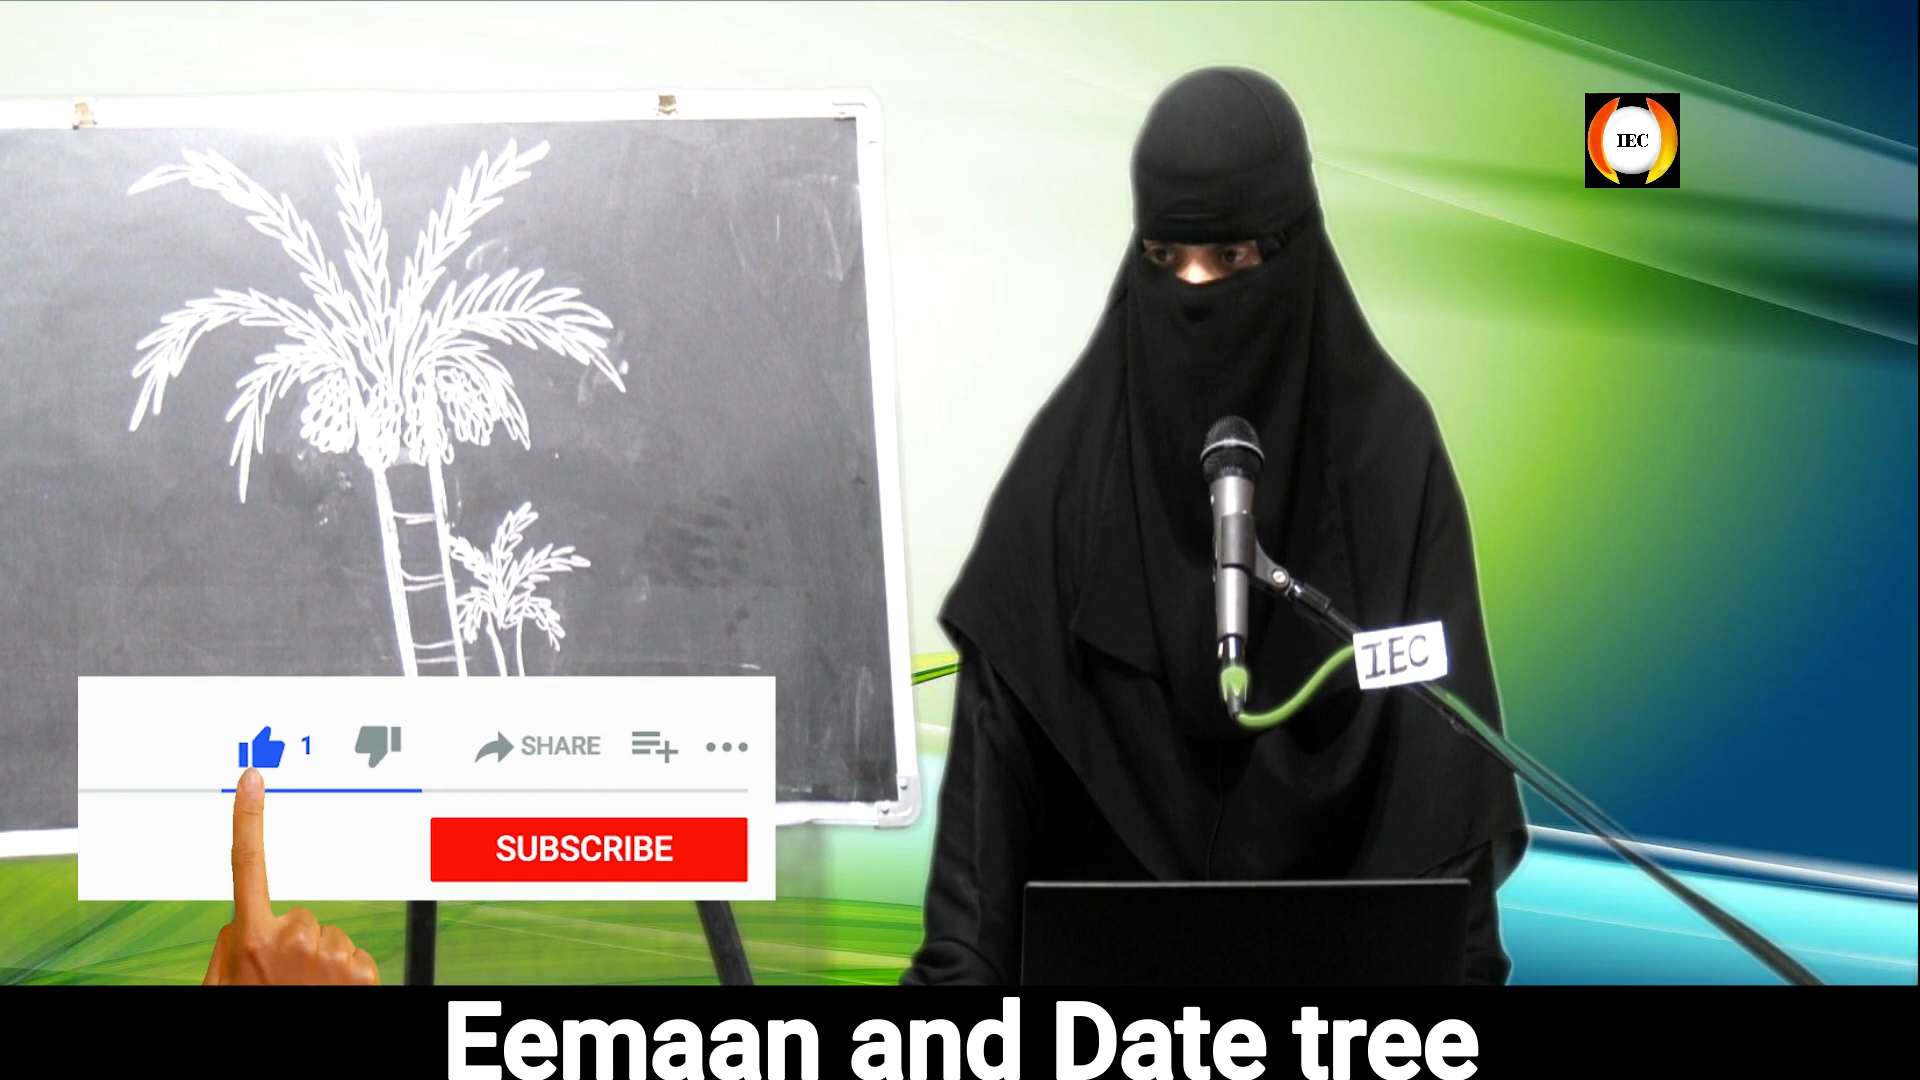 IEC
IEC
1
SHARE
SUBSCRIBE
Eemaan and Date tree